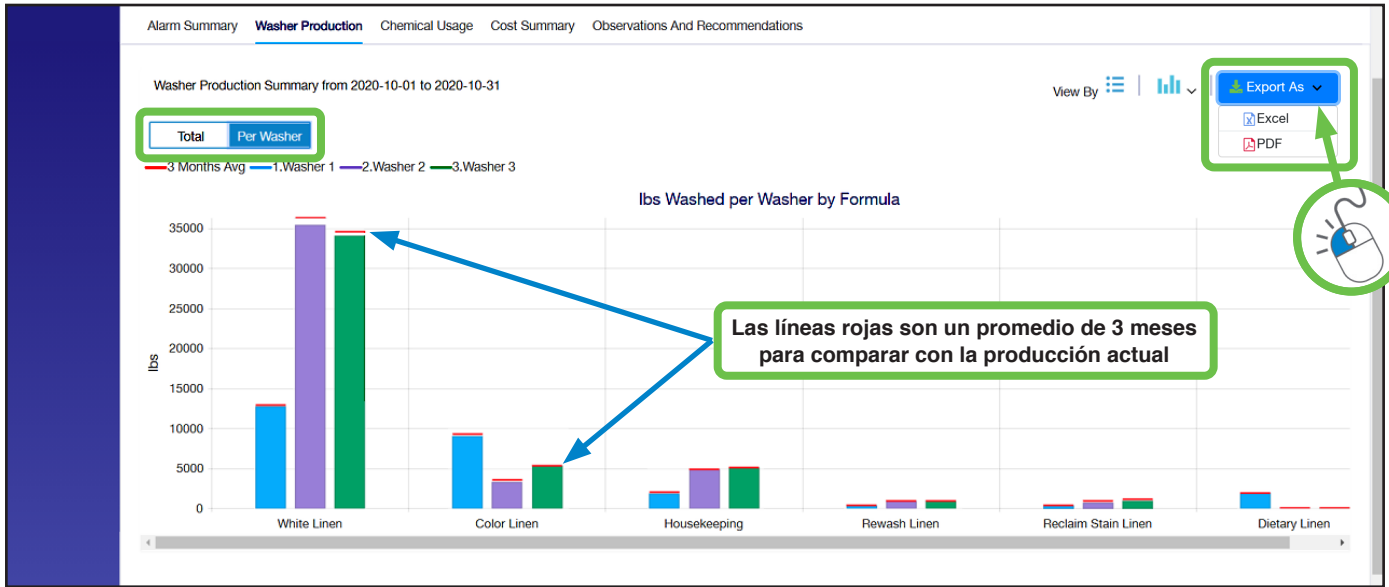 Alarm Summary Washer Production Chemical Usage Cost Summary Observations And Recommendations
Washer Production Summary from 2020-10-01 to 2020-10-31
View By
Export As
Excel
PDF
Total Per Washer
3 Months Avg 1.Washer 1 2.Washer 2 3.Washer 3
lbs Washed per Washer by Formula
35000
30000
25000
20000
15000
10000
5000
0
lbs
Las líneas rojas son un promedio de 3 meses
para comparar con la producción actual
White Linen Color Linen Housekeeping Rewash Linen Reclaim Stain Linen Dietary Linen